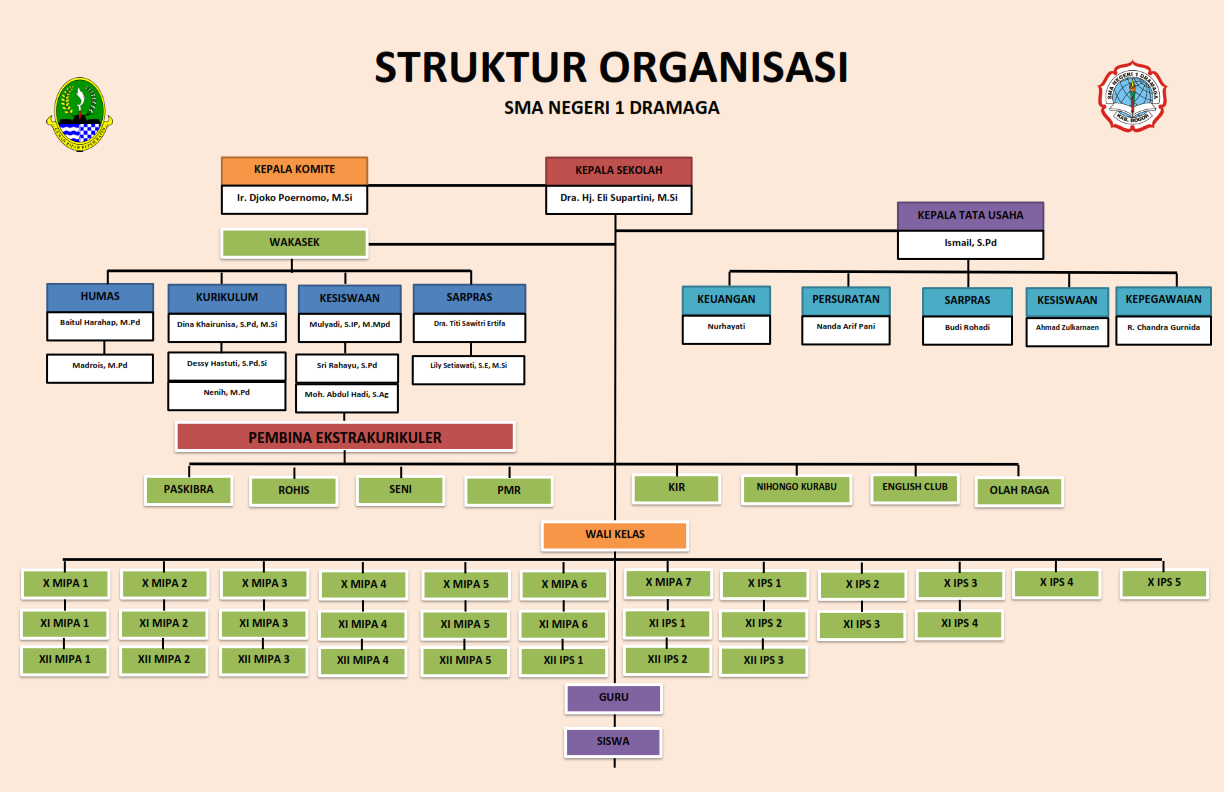 STRUKTUR ORGANISASI
SMA NEGERI 1 DRAMAGA
SMA NEGERI 1 DRAMAGA
KAB. BOGOR
KEPALA KOMITE
Ir. Djoko Poernomo, M.Si
KEPALA SEKOLAH
Dra. Hj. Eli Supartini, M.Si
KEPALA TATA USAHA
Ismail, S.Pd
WAKASEK
HUMAS
Baitul Harahap, M.Pd
Madrois, M.Pd
KURIKULUM
Dina Khairunisa, S.Pd, M.Si
Dessy Hastuti, S.Pd.Si
Nenih, M.Pd
KESISWAAN
Mulyadi, S.IP, M.Mpd
Sri Rahayu, S.Pd
Moh. Abdul Hadi, S.Ag
SARPRAS
Dra. Titi Sawitri Ertifa
Lily Setiawati, S.E, M.Si
KEUANGAN
Nurhayati
PERSURATAN
Nanda Arif Pani
SARPRAS
Budi Rohadi
KESISWAAN
Ahmad Zulkarnaen
KEPEGAWAIAN
R. Chandra Gurnida
PEMBINA EKSTRAKURIKULER
PASKIBRA
ROHIS
SENI
PMR
KIR
NIHONGO KURABU
ENGLISH CLUB
OLAH RAGA
WALI KELAS
X MIPA 1
X MIPA 2
X MIPA 3
X MIPA 4
X MIPA 5
X MIPA 6
X MIPA 7
X IPS 1
X IPS 2
X IPS 3
X IPS 4
X IPS 5
XI MIPA 1
XI MIPA 2
XI MIPA 3
XI MIPA 4
XI MIPA 5
XI MIPA 6
XI IPS 1
XI IPS 2
XI IPS 3
XI IPS 4
XII MIPA 1
XII MIPA 2
XII MIPA 3
XII MIPA 4
XII MIPA 5
XII IPS 1
XII IPS 2
XII IPS 3
GURU
SISWA